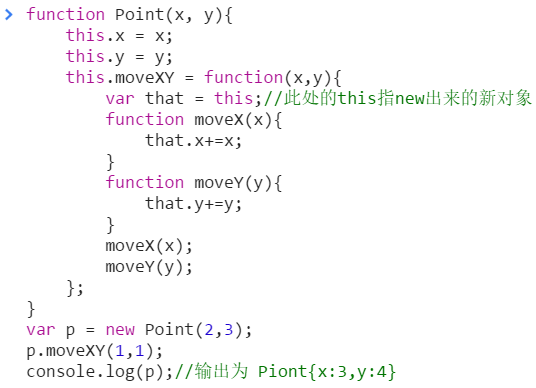 function Point(x, y){
    this.x = x;
    this.y = y;
    this.moveXY = function(x,y){
        var that = this;//此处的this指new出来的新对象
        function moveX(x){
            that.x+=x;
        }
        function moveY(y){
            that.y+=y;
        }
        moveX(x);
        moveY(y);
    };
}
var p = new Point(2,3);
p.moveXY(1,1);
console.log(p);//输出为 Piont{x:3,y:4}